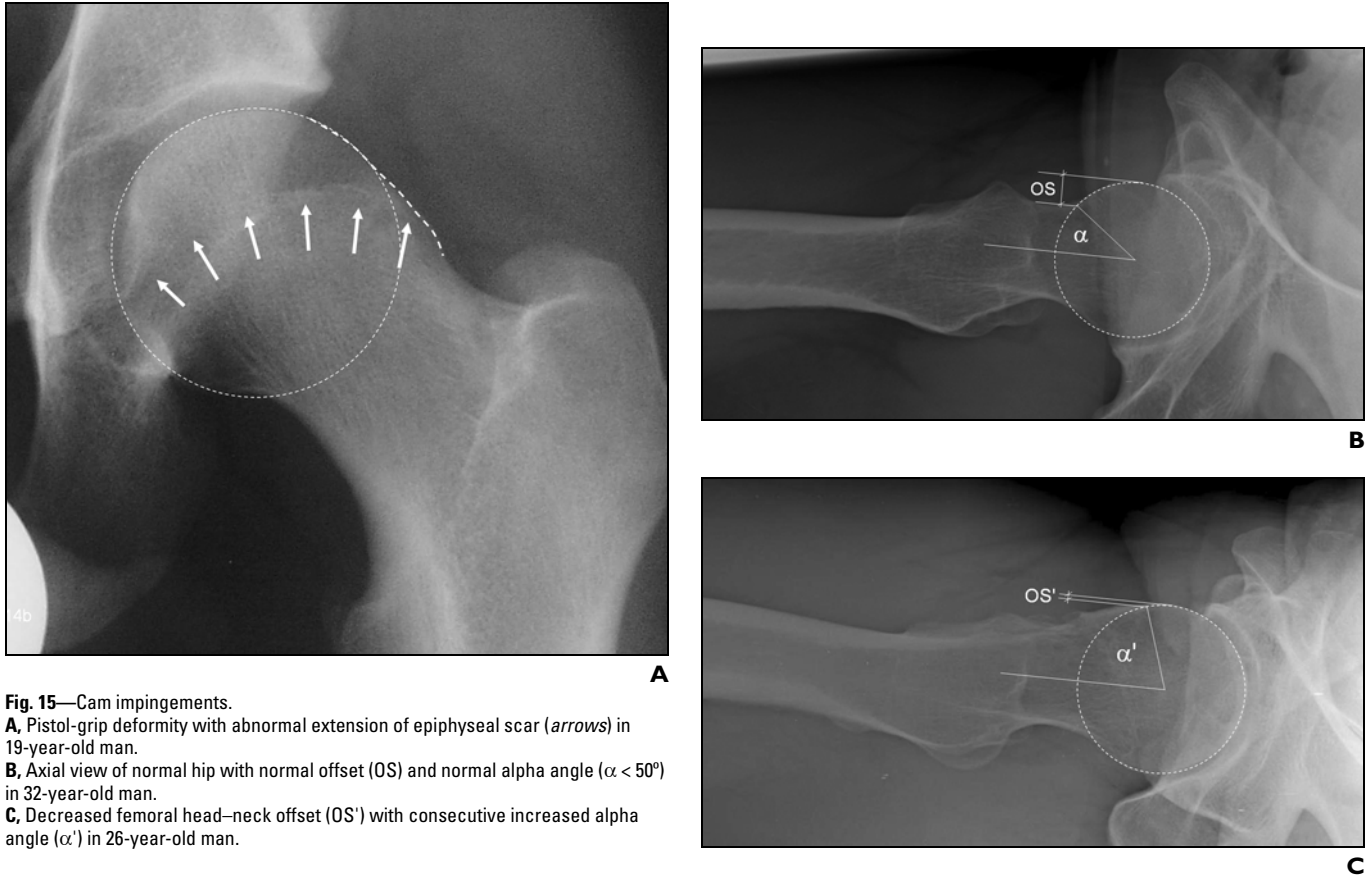 14b
A
OS
α
B
OS'
α'
C
Fig. 15—Cam impingements.
A, Pistol-grip deformity with abnormal extension of epiphyseal scar (arrows) in
19-year-old man.
B, Axial view of normal hip with normal offset (OS) and normal alpha angle (α < 50º)
in 32-year-old man.
C, Decreased femoral head–neck offset (OS') with consecutive increased alpha
angle (α') in 26-year-old man.